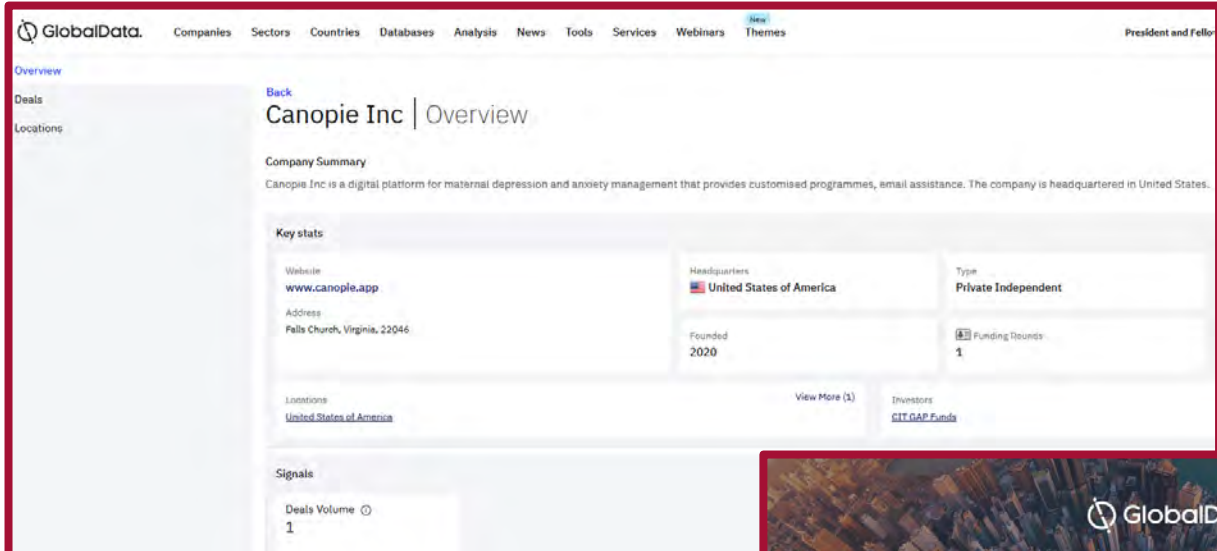 GlobalData.
Companies Sectors Countries Databases Analysis News Tools Services Webinars New Themes
President and Fello
Overview
Deals
Locations
Back
Canopie Inc | Overview
Company Summary
Canopie Inc is a digital platform for maternal depression and anxiety management that provides customised programmes, email assistance. The company is headquartered in United States.
Key stats
Website
www.canopie.app
Address
Falls Church, Virginia, 22046
Headquarters
United States of America
Type
Private Independent
Founded
2020
Funding Rounds
1
Locations
View More (1)
United States of America
Investors
CIT GAP Funds
Signals
Deals Volume
1
GlobalD